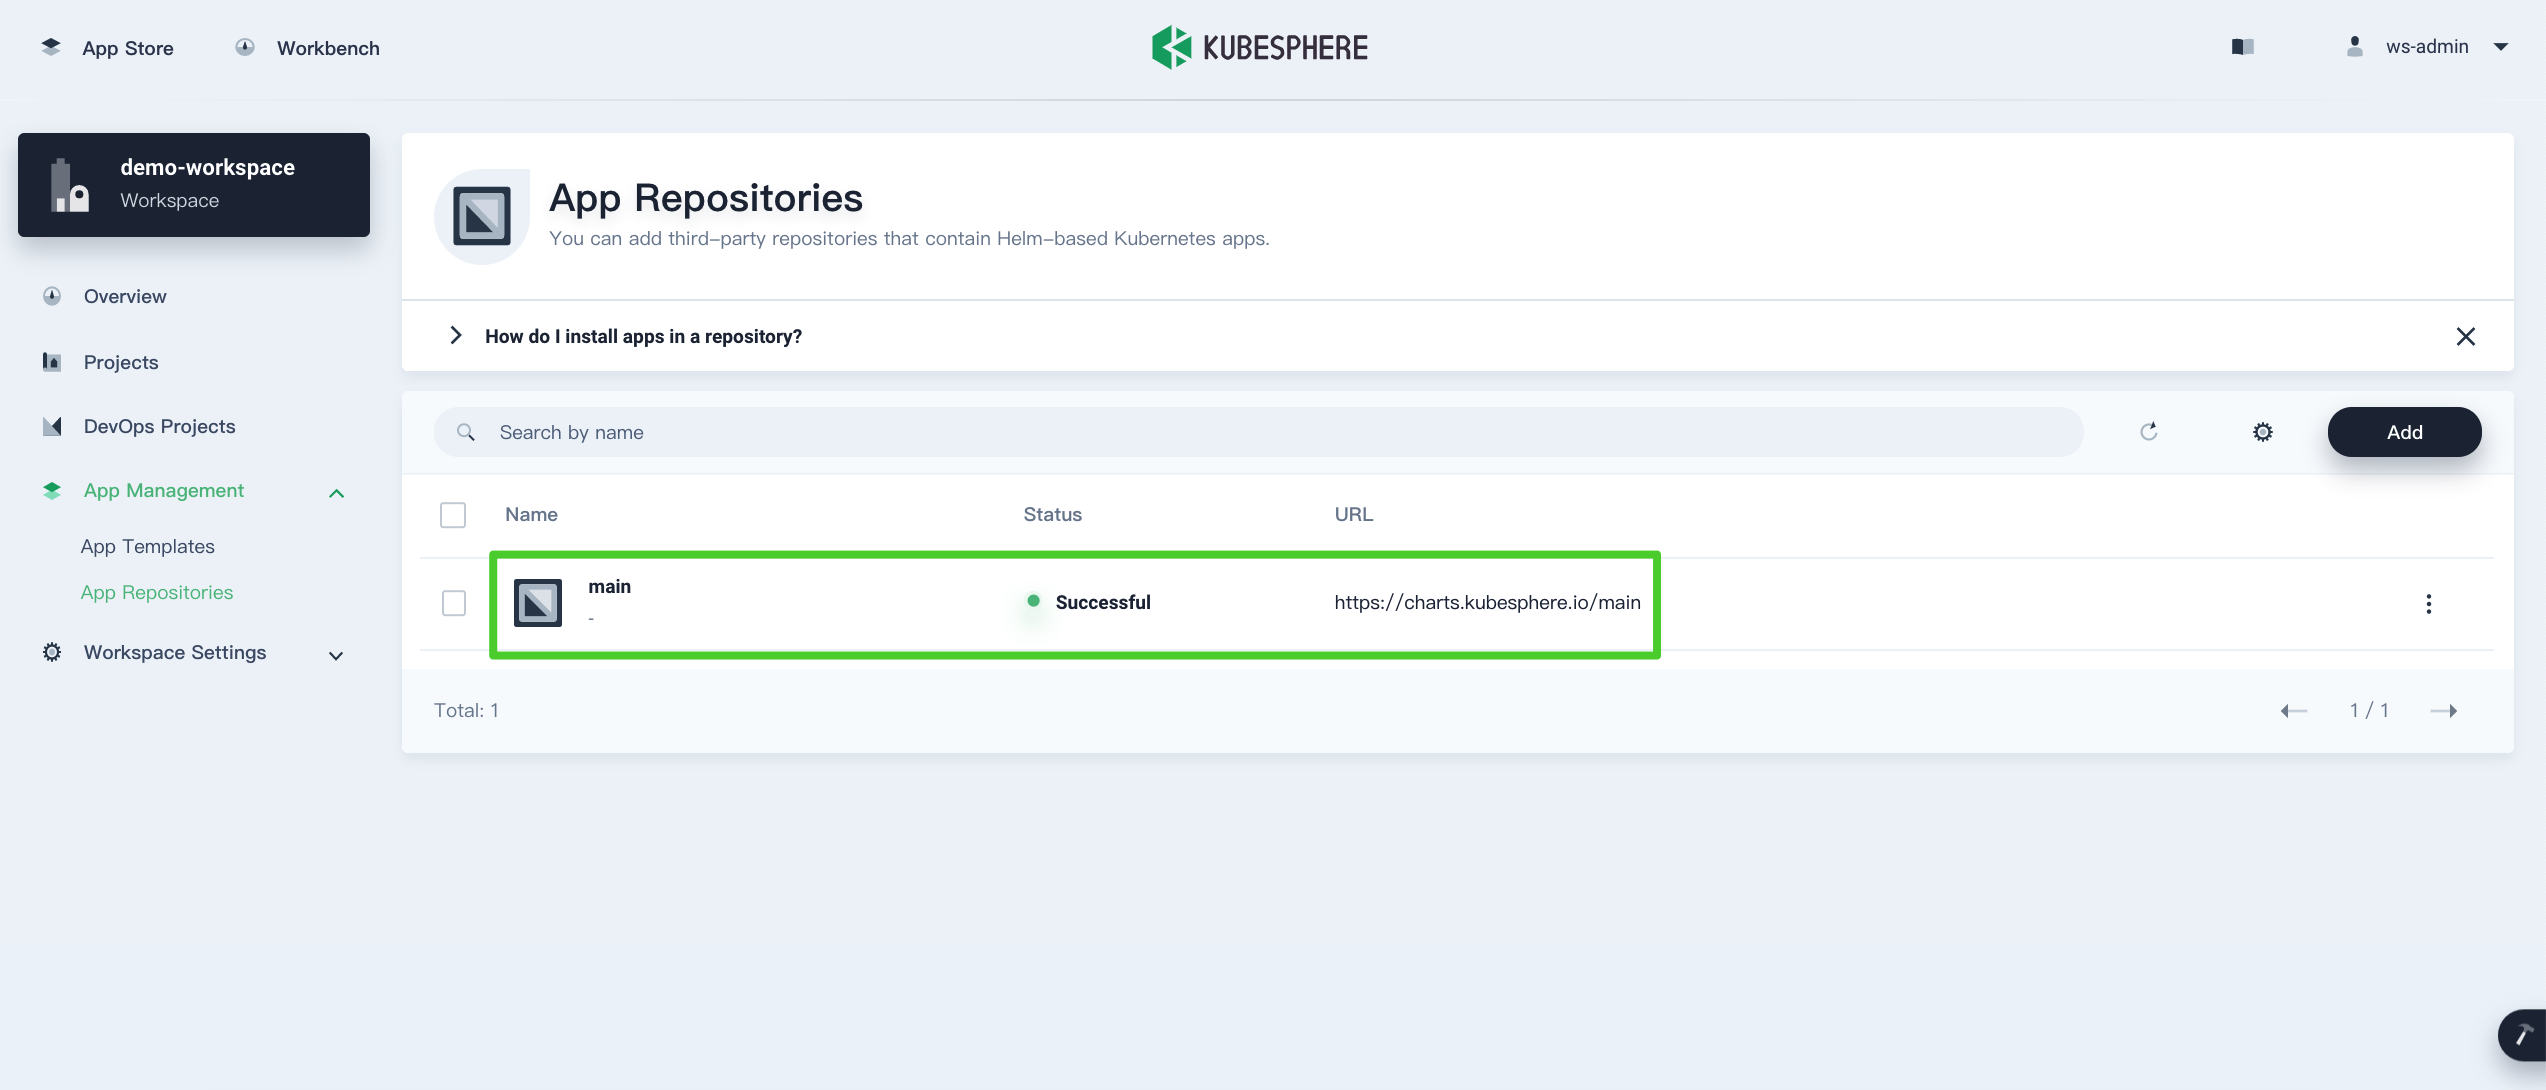 App Store
Workbench
KUBESPHERE
ws-admin
demo-workspace
Workspace
Overview
Projects
DevOps Projects
App Management
App Templates
App Repositories
Workspace Settings
App Repositories
You can add third-party repositories that contain Helm-based Kubernetes apps.
How do I install apps in a repository?
Search by name
Add
Name Status URL
main
-
Successful
https://charts.kubesphere.io/main
Total: 1
1 / 1